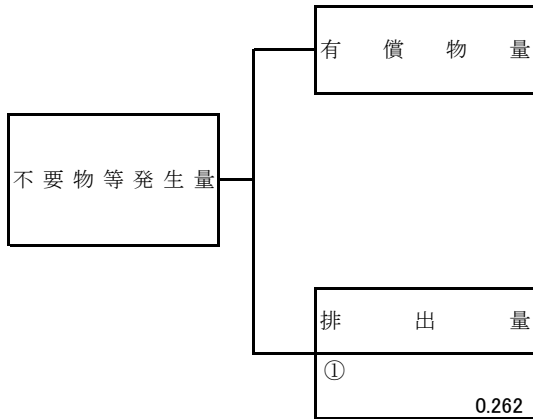 有償物量
不要物等発生量
排出量
①
0.262